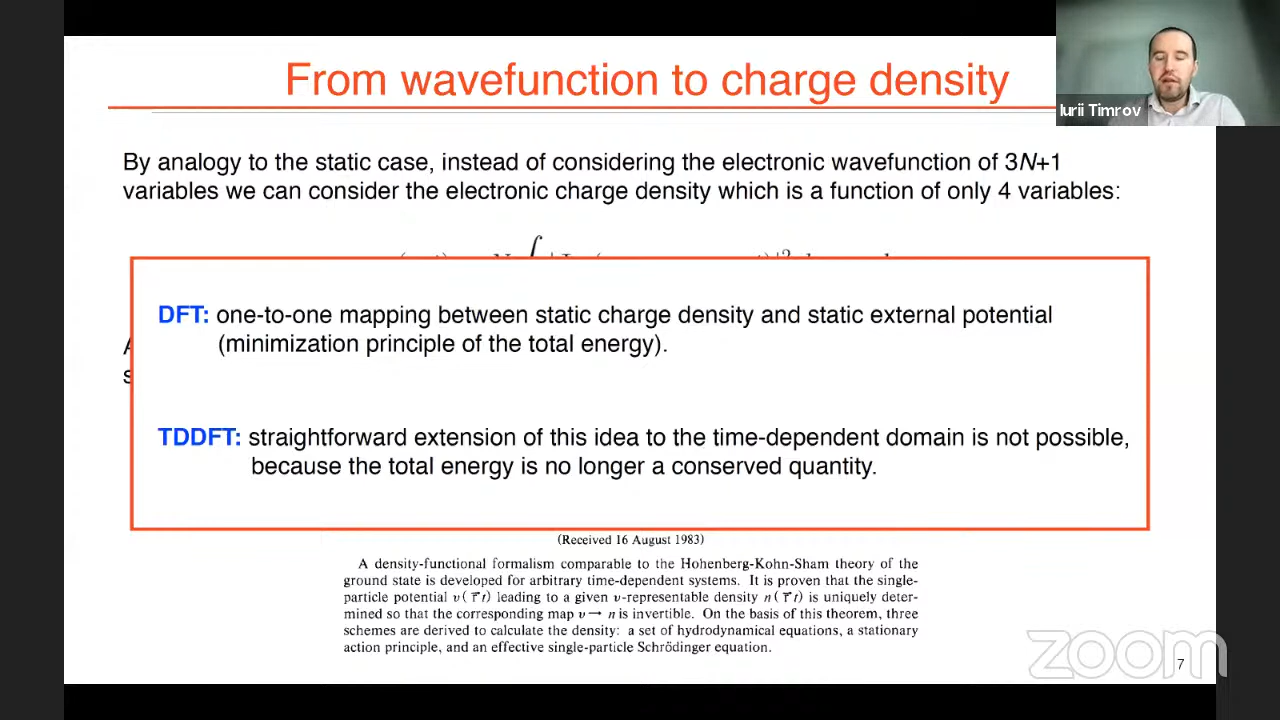 From wavefunction to charge density
Iurii Timrov
By analogy to the static case, instead of considering the electronic wavefunction of 3N+1
variables we can consider the electronic charge density which is a function of only 4 variables:
DFT: one-to-one mapping between static charge density and static external potential
(minimization principle of the total energy).
TDDFT: straightforward extension of this idea to the time-dependent domain is not possible,
because the total energy is no longer a conserved quantity.
(Received 16 August 1983)
A density-functional formalism comparable to the Hohenberg-Kohn-Sham theory of the
ground state is developed for arbitrary time-dependent systems. It is proven that the single-
particle potential v(r⃗t) leading to a given v-representable density n(r⃗t) is uniquely deter-
mined so that the corresponding map v→n is invertible. On the basis of this theorem, three
schemes are derived to calculate the density: a set of hydrodynamical equations, a stationary
action principle, and an effective single-particle Schrödinger equation.
zoom
7